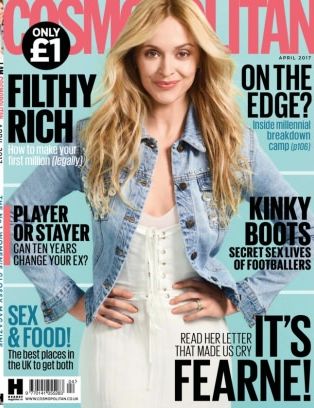 COSMOPOLITAN
ONLY
£1
APRIL 2017
FILTHY
RICH
How to make your
first million (legally)
ON THE
EDGE?
Inside millennial
breakdown
camp (p106)
PLAYER
OR STAYER
CAN TEN YEARS
CHANGE YOUR EX?
KINKY
BOOTS
SECRET SEX LIVES
OF FOOTBALLERS
SEX
& FOOD!
The best places in
the UK to get both
READ HER LETTER
THAT MADE US CRY
IT'S
FEARNE!
H
WWW.COSMOPOLITAN.CO.UK